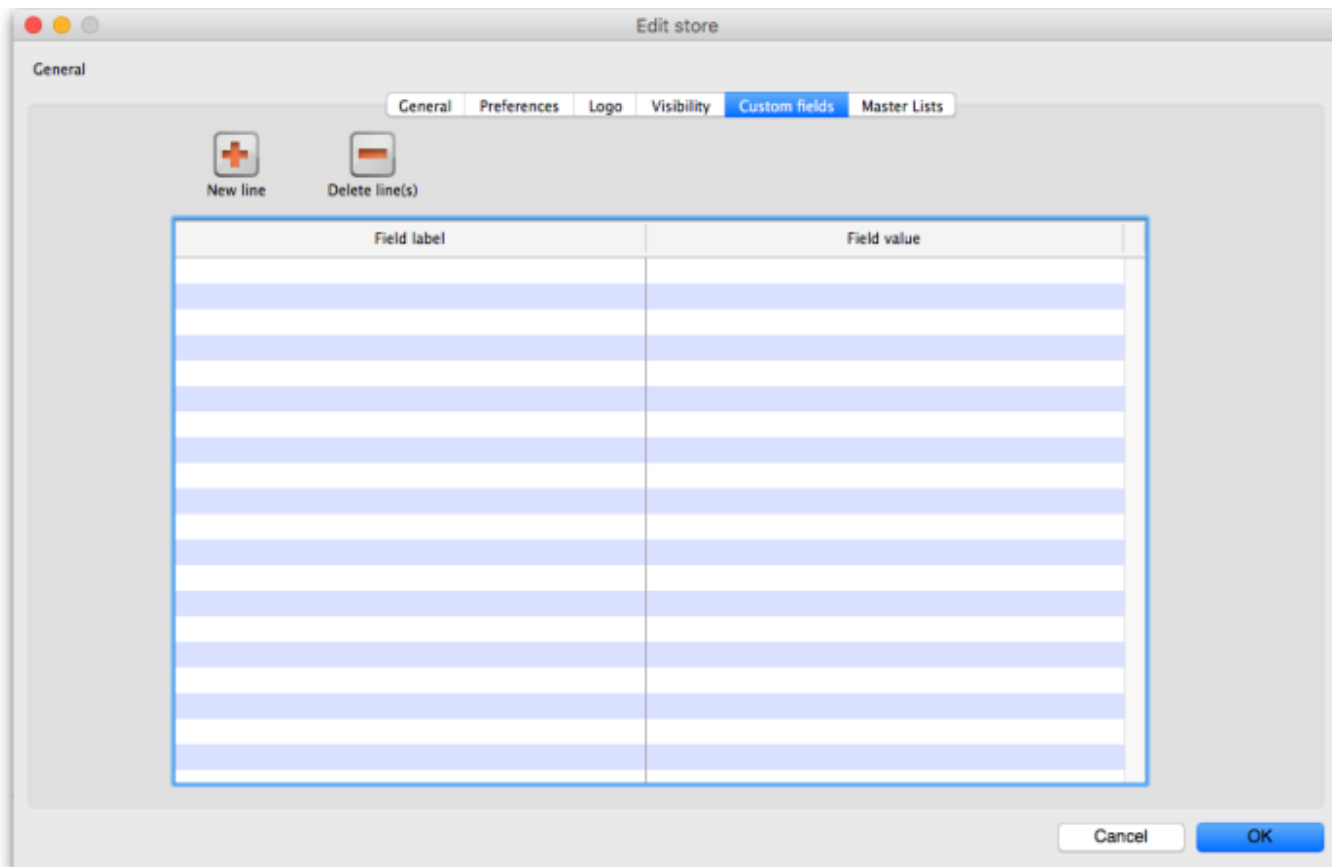 Edit store
General
General Preferences Logo Visibility Custom fields Master Lists
New line Delete line(s)
Field label Field value
Cancel OK